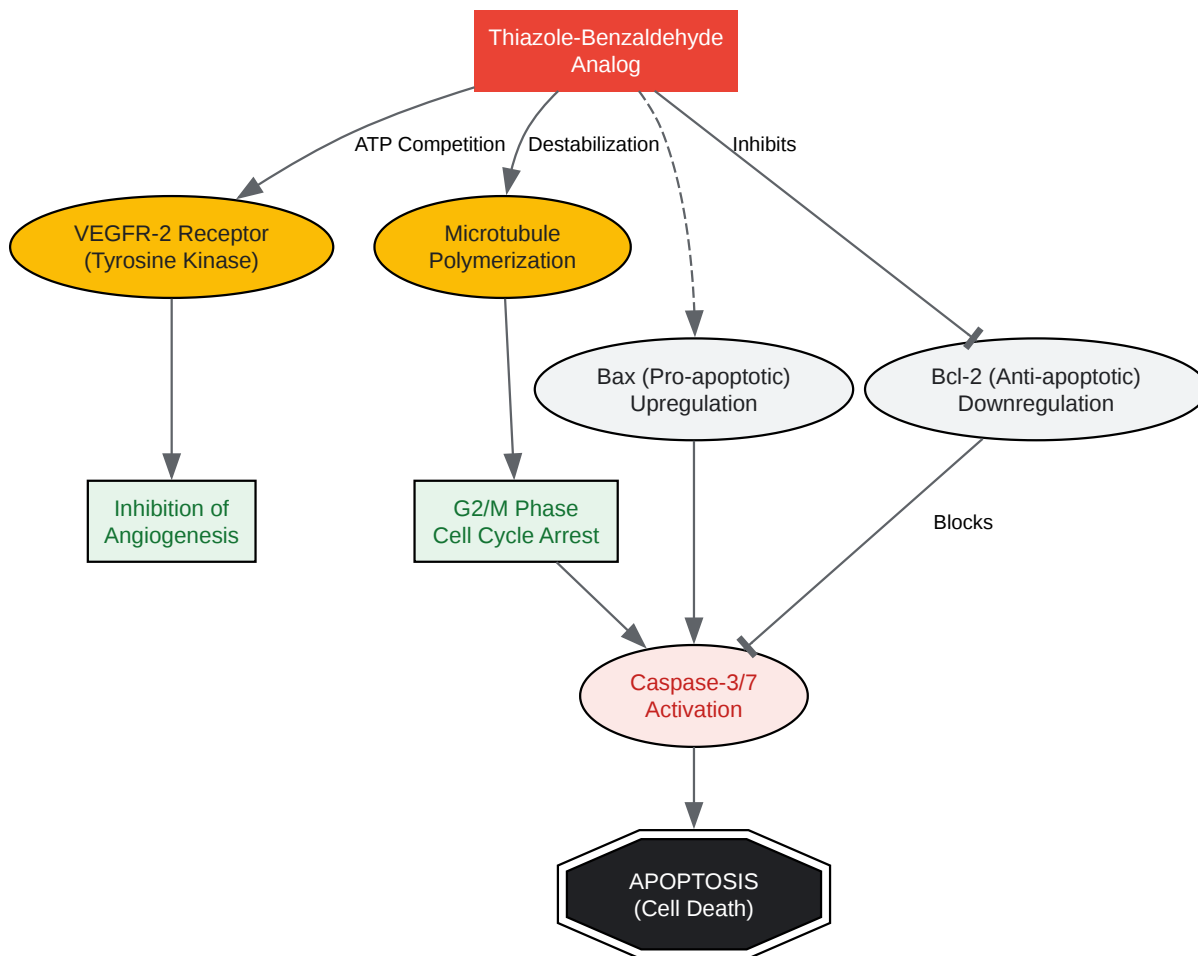 Thiazole-Benzaldehyde
Analog
ATP Competition
Destabilization
Inhibits
VEGFR-2 Receptor
(Tyrosine Kinase)
Microtubule
Polymerization
Bax (Pro-apoptotic)
Upregulation
Bcl-2 (Anti-apoptotic)
Downregulation
Inhibition of
Angiogenesis
G2/M Phase
Cell Cycle Arrest
Blocks
Caspase-3/7
Activation
APOPTOSIS
(Cell Death)